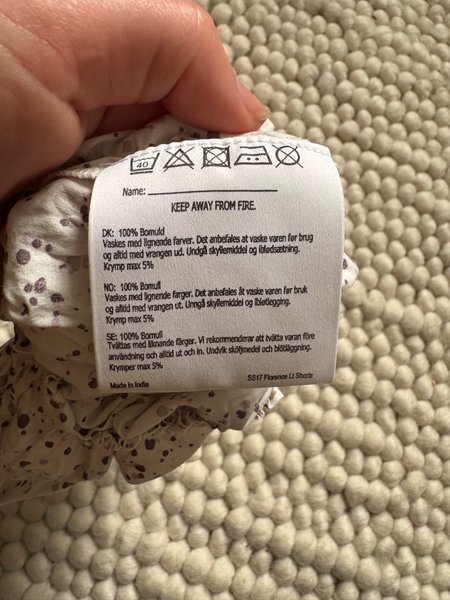 40
Name:
KEEP AWAY FROM FIRE.
DK: 100% Bomuld
Vaskes med lignende farver. Det anbefales at vaske varen før brug
og altid med vrangen ud. Undgå skyllemiddel og iblødsætning.
Krymp max 5%
NO: 100% Bomull
Vaskes med lignende farger. Det anbefales åt vaske varen før bruk
og altid med vrangen ut. Unngå skyllemiddel og ibløtlegging.
Krymp max 5%
SE: 100% Bomull
Tvättas med liknande färger. Vi rekommenderar att tvätta varan före
användning och alltid ut och in. Undvik sköljmedel och blötläggning.
Krymper max 5%
Made in India
SS17 Florence Lt Shorts